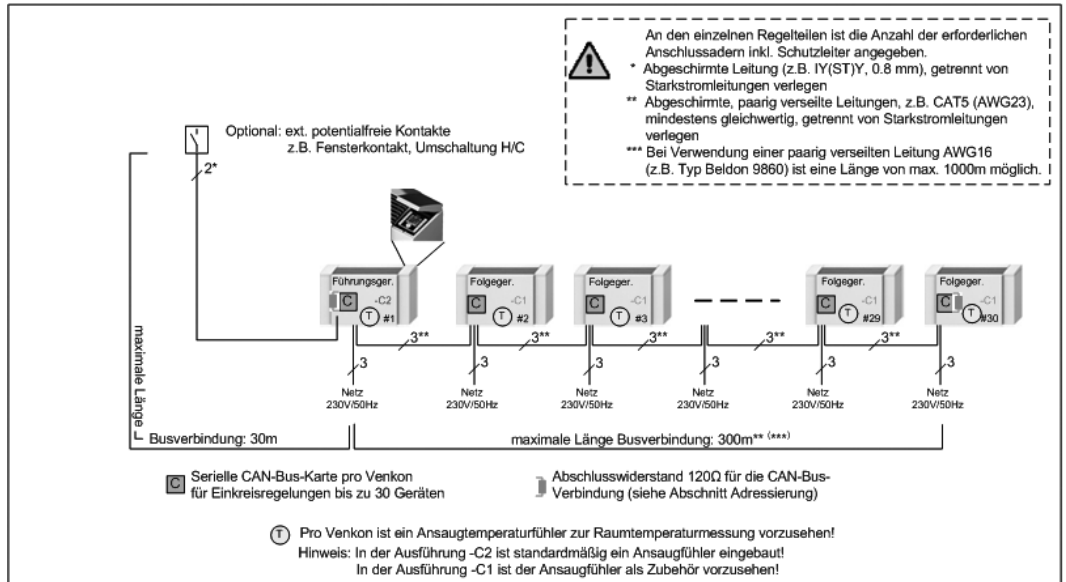 An den einzelnen Regelteilen ist die Anzahl der erforderlichen
Anschlussadern inkl. Schutzleiter angegeben.
* Abgeschirmte Leitung (z.B. IY(ST)Y, 0.8 mm), getrennt von
Starkstromleitungen verlegen
** Abgeschirmte, paarig verseilte Leitungen, z.B. CAT5 (AWG23),
mindestens gleichwertig, getrennt von Starkstromleitungen
verlegen
*** Bei Verwendung einer paarig verseilten Leitung AWG16
(z.B. Typ Beldon 9860) ist eine Länge von max. 1000m möglich.
Optional: ext. potentialfreie Kontakte
z.B. Fensterkontakt, Umschaltung H/C
2*
Führungsger.
C -C2
T #1
Folgeger.
C -C1
T #2
Folgeger.
C -C1
T #3
Folgeger.
C -C1
T #29
Folgeger.
C -C1
T #30
3** 3** 3** 3** 3**
3 3 3 3 3 3
Netz
230V/50Hz
Netz
230V/50Hz
Netz
230V/50Hz
Netz
230V/50Hz
Netz
230V/50Hz
Netz
230V/50Hz
maximale Länge
Busverbindung: 30m
maximale Länge Busverbindung: 300m** (***)
C Serielle CAN-Bus-Karte pro Venkon
für Einkreisregelungen bis zu 30 Geräten
Abschlusswiderstand 120Ω für die CAN-Bus-
Verbindung (siehe Abschnitt Adressierung)
T Pro Venkon ist ein Ansaugtemperaturfühler zur Raumtemperaturmessung vorzusehen!
Hinweis: In der Ausführung -C2 ist standardmäßig ein Ansaugfühler eingebaut!
In der Ausführung -C1 ist der Ansaugfühler als Zubehör vorzusehen!